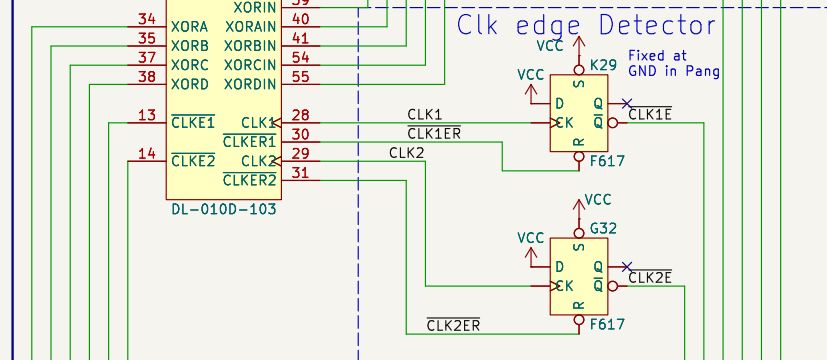 XORIN 39
Clk edge Detector
34 XORA XORAIN 40
35 XORB XORBIN 41
37 XORC XORCIN 54
38 XORD XORDIN 55
13 CLKE1 CLK1 28 CLK1
CLKER1 30 CLK1ER
14 CLKE2 CLK2 29 CLK2
CLKER2 31
DL-010D-103
VCC
K29
Fixed at
GND in Pang
VCC
S
D Q
CLK1E
CK Q
R
F617
VCC
G32
VCC
S
D Q
CLK2E
CK Q
R
CLK2ER
F617